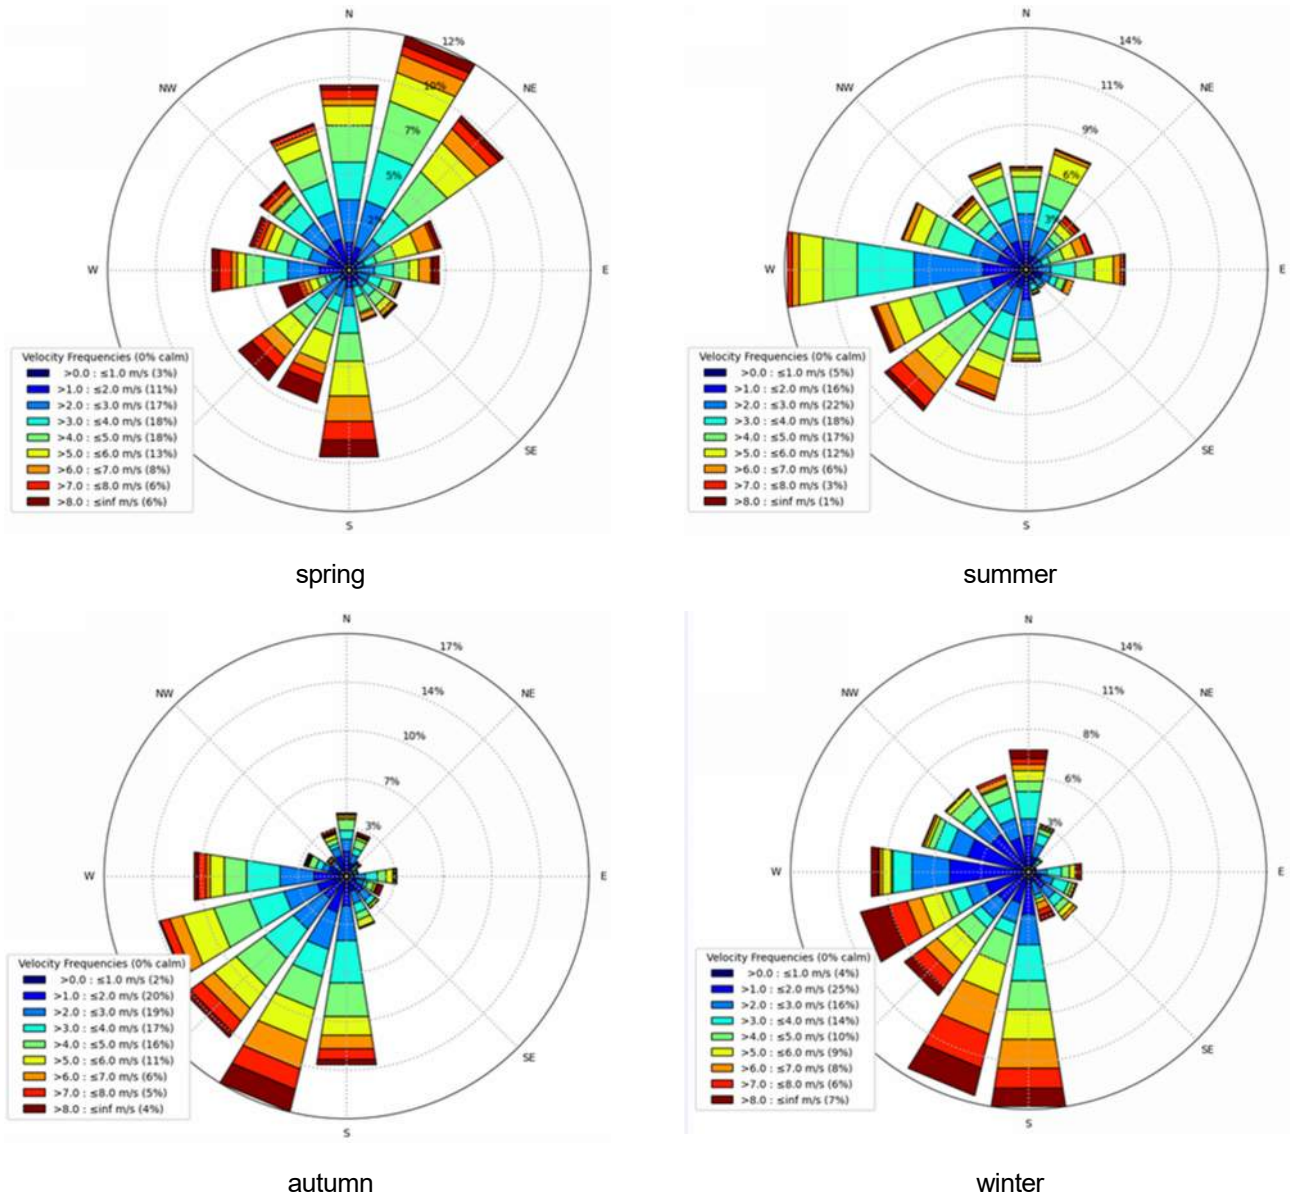 N
12%
NW
10%
NE
7%
5%
2%
W
E
SE
S
Velocity Frequencies (0% calm)
>0.0 : ≤1.0 m/s (3%)
>1.0 : ≤2.0 m/s (11%)
>2.0 : ≤3.0 m/s (17%)
>3.0 : ≤4.0 m/s (18%)
>4.0 : ≤5.0 m/s (18%)
>5.0 : ≤6.0 m/s (13%)
>6.0 : ≤7.0 m/s (8%)
>7.0 : ≤8.0 m/s (6%)
>8.0 : ≤inf m/s (6%)
spring
N
14%
NW
11%
NE
9%
6%
3%
W
E
SE
S
Velocity Frequencies (0% calm)
>0.0 : ≤1.0 m/s (5%)
>1.0 : ≤2.0 m/s (16%)
>2.0 : ≤3.0 m/s (22%)
>3.0 : ≤4.0 m/s (18%)
>4.0 : ≤5.0 m/s (17%)
>5.0 : ≤6.0 m/s (12%)
>6.0 : ≤7.0 m/s (6%)
>7.0 : ≤8.0 m/s (3%)
>8.0 : ≤inf m/s (1%)
summer
N
17%
NW
14%
NE
10%
7%
3%
W
E
SE
S
Velocity Frequencies (0% calm)
>0.0 : ≤1.0 m/s (2%)
>1.0 : ≤2.0 m/s (20%)
>2.0 : ≤3.0 m/s (19%)
>3.0 : ≤4.0 m/s (17%)
>4.0 : ≤5.0 m/s (16%)
>5.0 : ≤6.0 m/s (11%)
>6.0 : ≤7.0 m/s (6%)
>7.0 : ≤8.0 m/s (5%)
>8.0 : ≤inf m/s (4%)
autumn
N
14%
NW
11%
NE
8%
6%
3%
W
E
SE
S
Velocity Frequencies (0% calm)
>0.0 : ≤1.0 m/s (4%)
>1.0 : ≤2.0 m/s (25%)
>2.0 : ≤3.0 m/s (16%)
>3.0 : ≤4.0 m/s (14%)
>4.0 : ≤5.0 m/s (10%)
>5.0 : ≤6.0 m/s (9%)
>6.0 : ≤7.0 m/s (8%)
>7.0 : ≤8.0 m/s (6%)
>8.0 : ≤inf m/s (7%)
winter